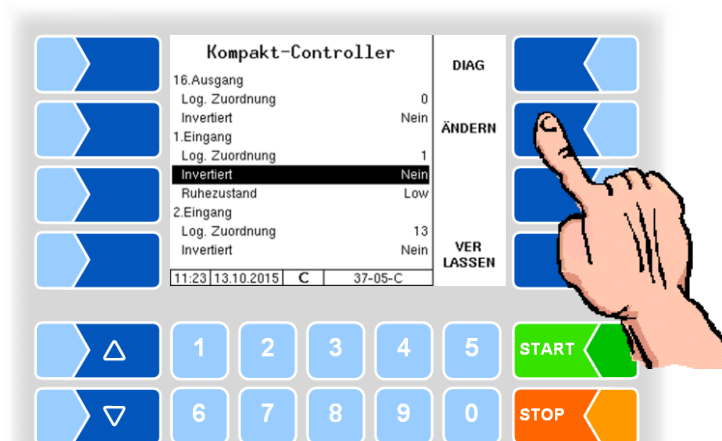 Kompakt-Controller
16.Ausgang
Log. Zuordnung 0
Invertiert Nein
1.Eingang
Log. Zuordnung 1
Invertiert Nein
Ruhezustand Low
2.Eingang
Log. Zuordnung 13
Invertiert Nein
11:23 13.10.2015 C 37-05-C
DIAG
ÄNDERN
VER
LASSEN
1 2 3 4 5 START
6 7 8 9 0 STOP